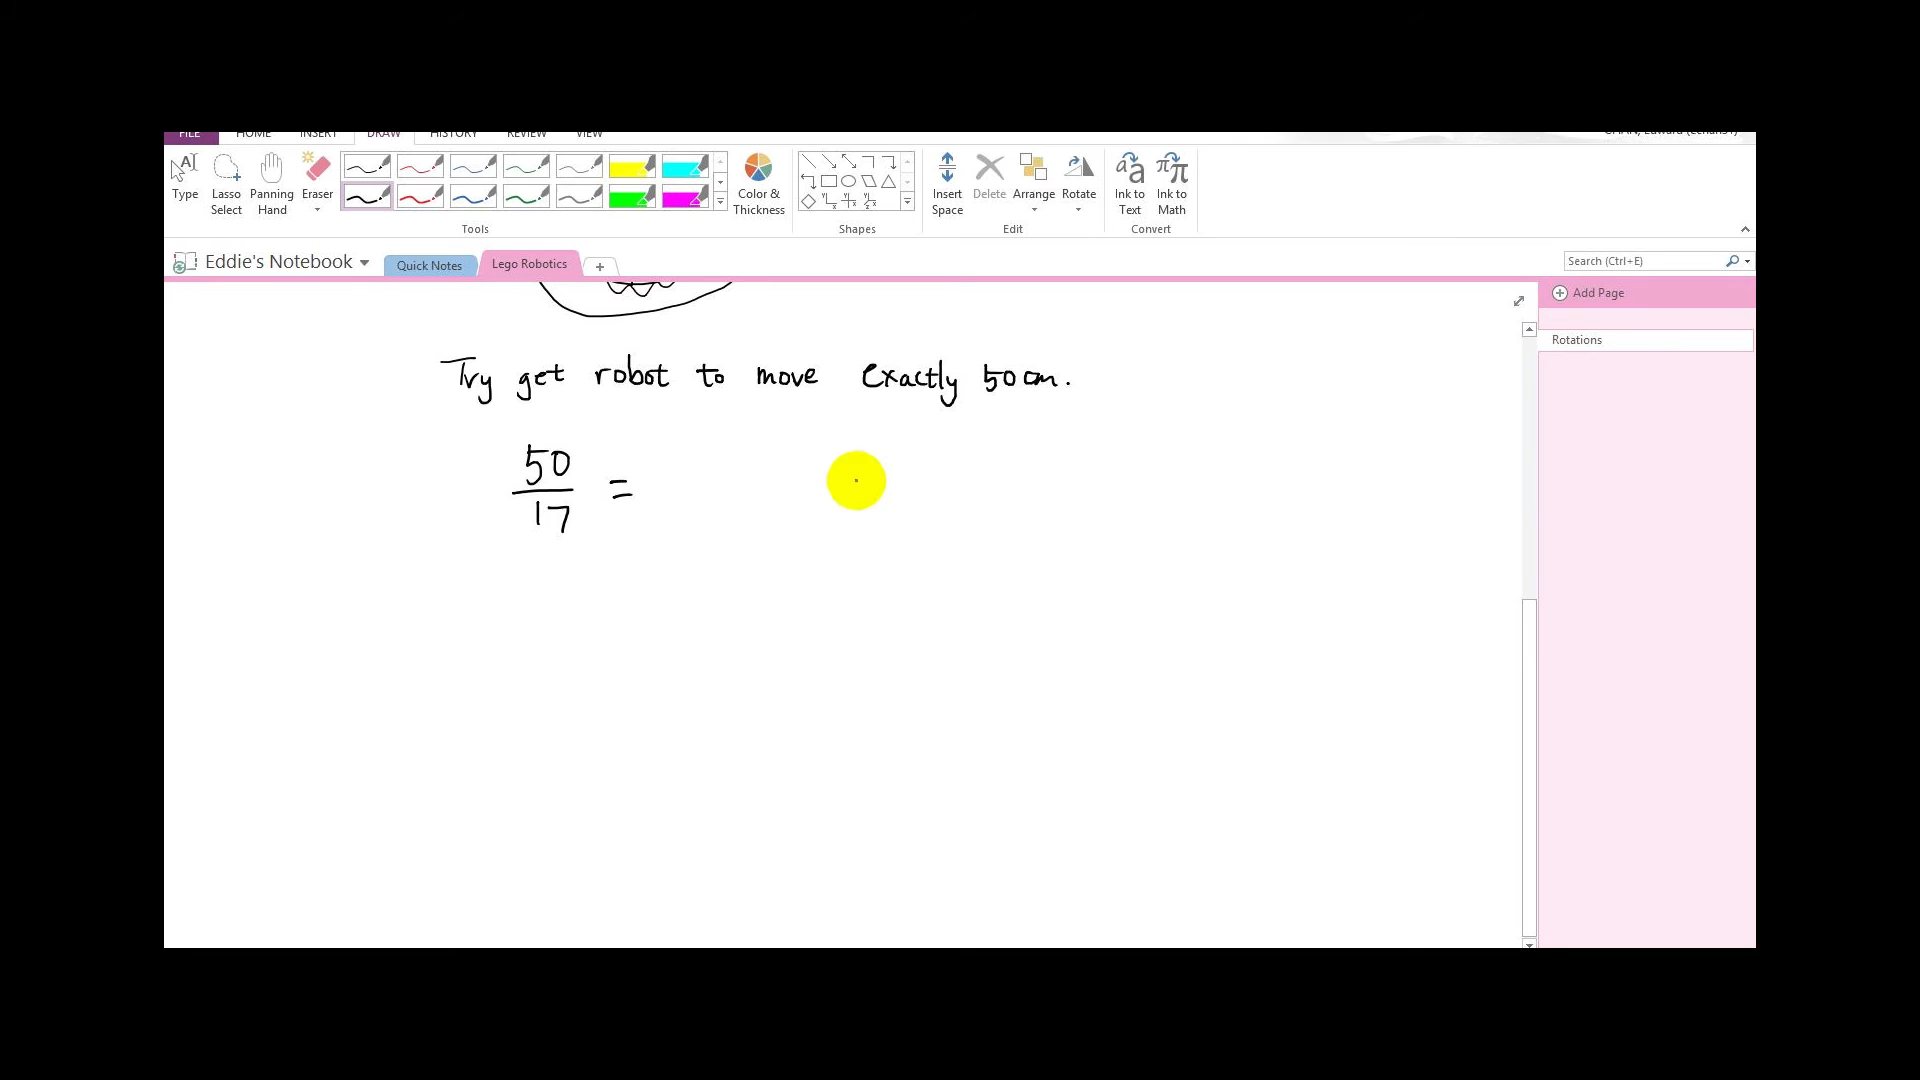 FILE HOME INSERT DRAW HISTORY REVIEW VIEW
Type Lasso Select Panning Hand Eraser Color & Thickness Insert Space Delete Arrange Rotate Ink to Text Ink to Math
Tools Shapes Edit Convert
Eddie's Notebook Quick Notes Lego Robotics Search (Ctrl+E)
Add Page
Rotations
Try get robot to move exactly 50cm.
50
17 =